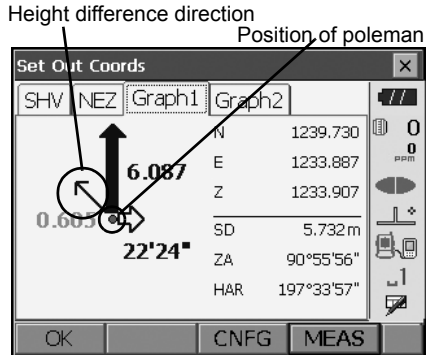 Height difference direction
Position of poleman
Set Out Coords
SHV NEZ Graph1 Graph2
N 1239.730
E 1233.887
Z 1233.907
SD 5.732m
ZA 90°55'56"
HAR 197°33'57"
6.087
0.605
22'24"
0
0
PPM
1
OK CNFG MEAS